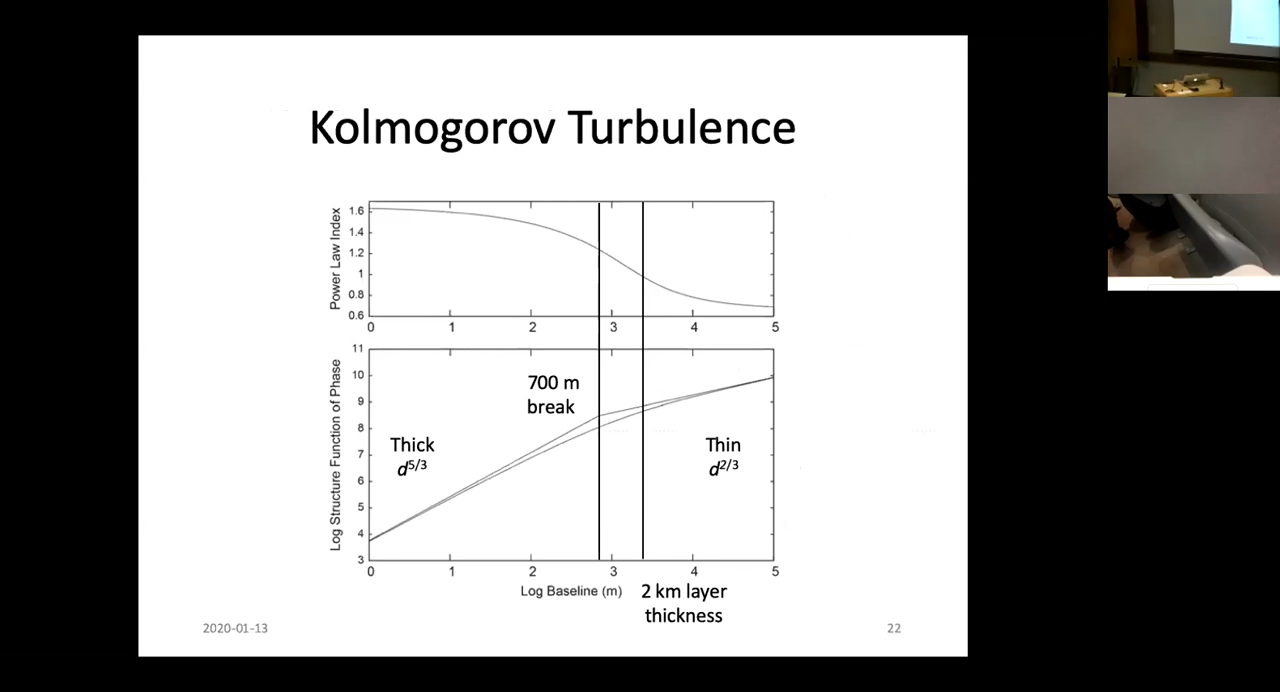 Kolmogorov Turbulence
Power Law Index
1.6
1.4
1.2
1
0.8
0.6
0 1 2 3 4 5
Log Structure Function of Phase
11
10
9
8
7
6
5
4
3
700 m
break
Thick
d5/3
Thin
d2/3
0 1 2 3 4 5
Log Baseline (m)
2 km layer
thickness
2020-01-13
22